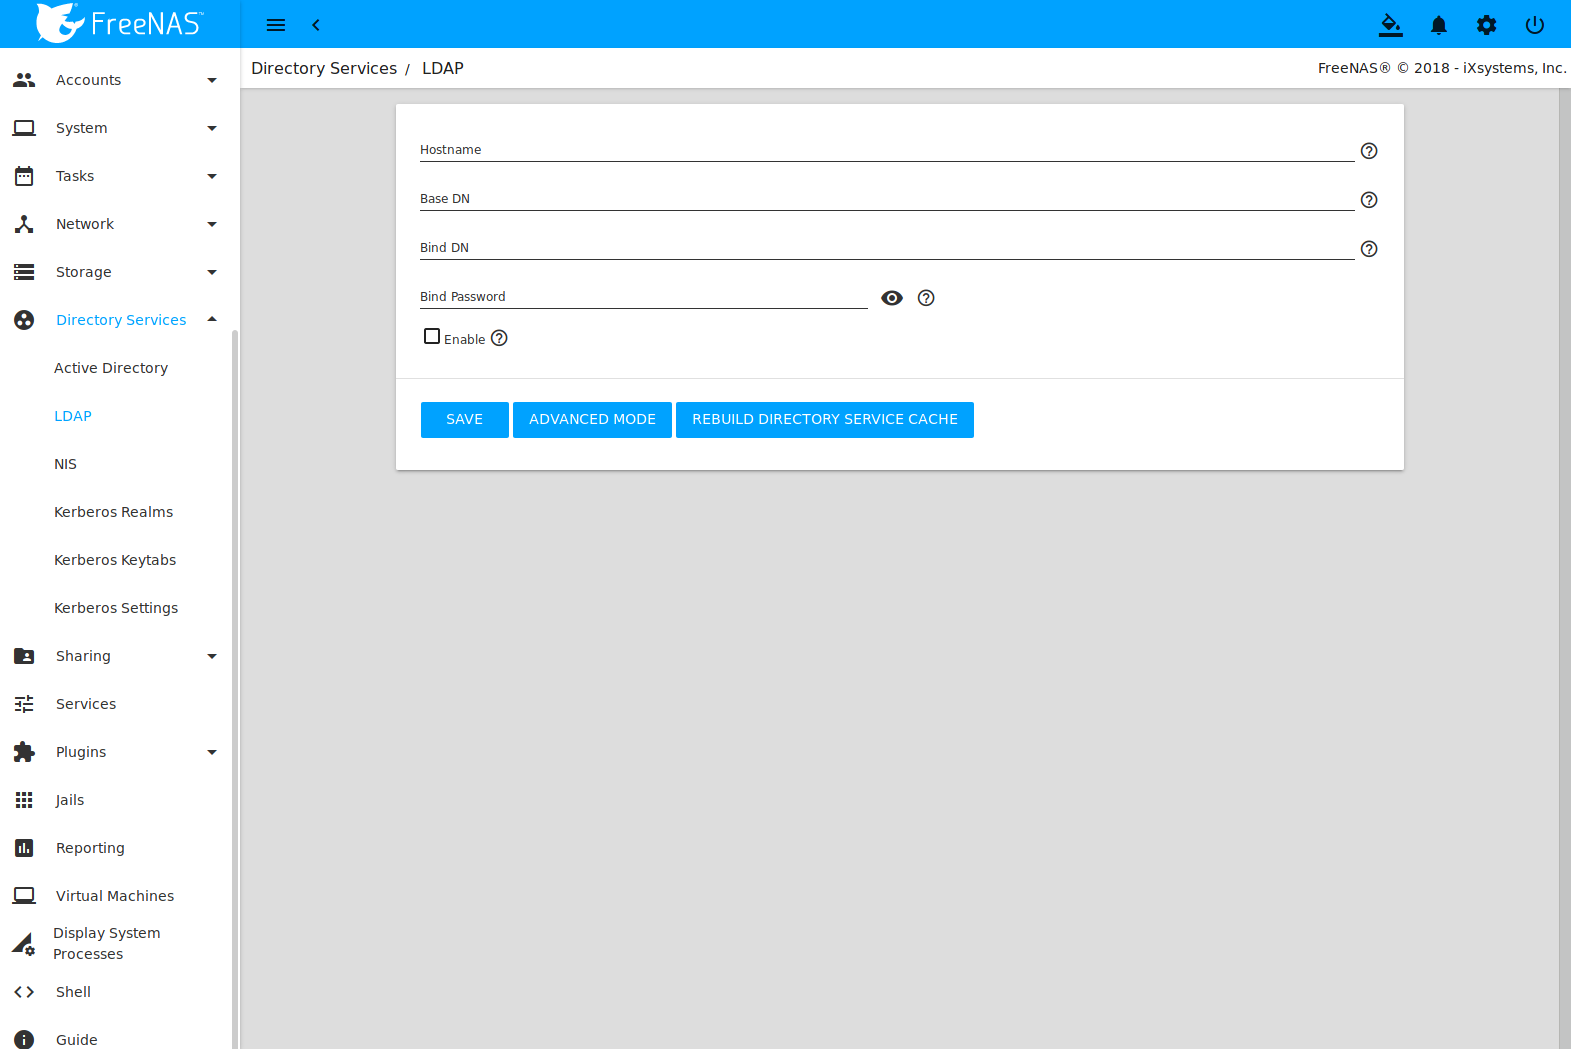 FreeNAS™
Directory Services / LDAP
FreeNAS® © 2018 - iXsystems, Inc.
Accounts
System
Tasks
Network
Storage
Directory Services
Active Directory
LDAP
NIS
Kerberos Realms
Kerberos Keytabs
Kerberos Settings
Sharing
Services
Plugins
Jails
Reporting
Virtual Machines
Display System
Processes
Shell
Guide
Hostname
Base DN
Bind DN
Bind Password
Enable
SAVE ADVANCED MODE REBUILD DIRECTORY SERVICE CACHE